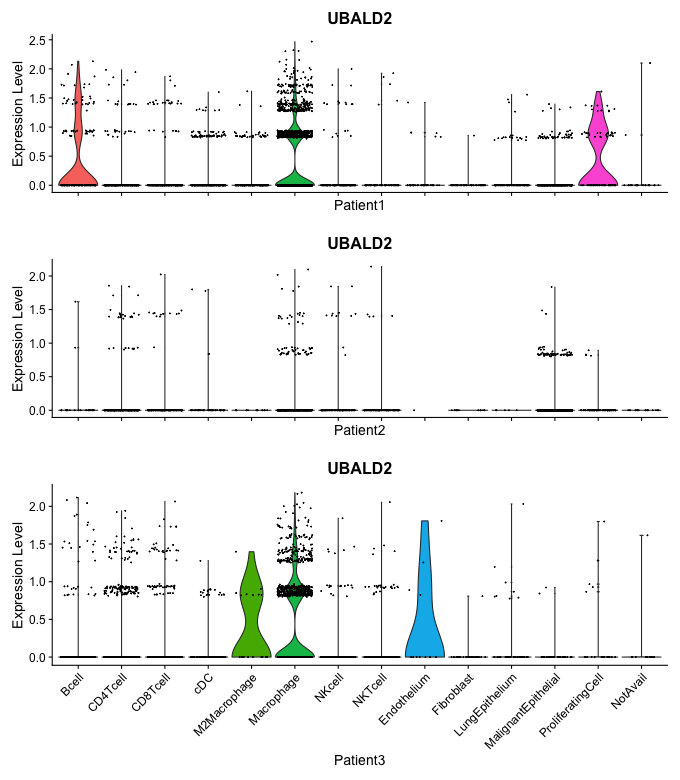 UBALD2
Expression Level
2.5
2.0
1.5
1.0
0.5
0.0
Patient1
UBALD2
Expression Level
2.0
1.5
1.0
0.5
0.0
Patient2
UBALD2
Expression Level
2.0
1.5
1.0
0.5
0.0
Bcell
CD4Tcell
CD8Tcell
cDC
M2Macrophage
Macrophage
NKcell
NKTcell
Endothelium
Fibroblast
LungEpithelium
MalignantEpithelial
ProliferatingCell
NotAvail
Patient3